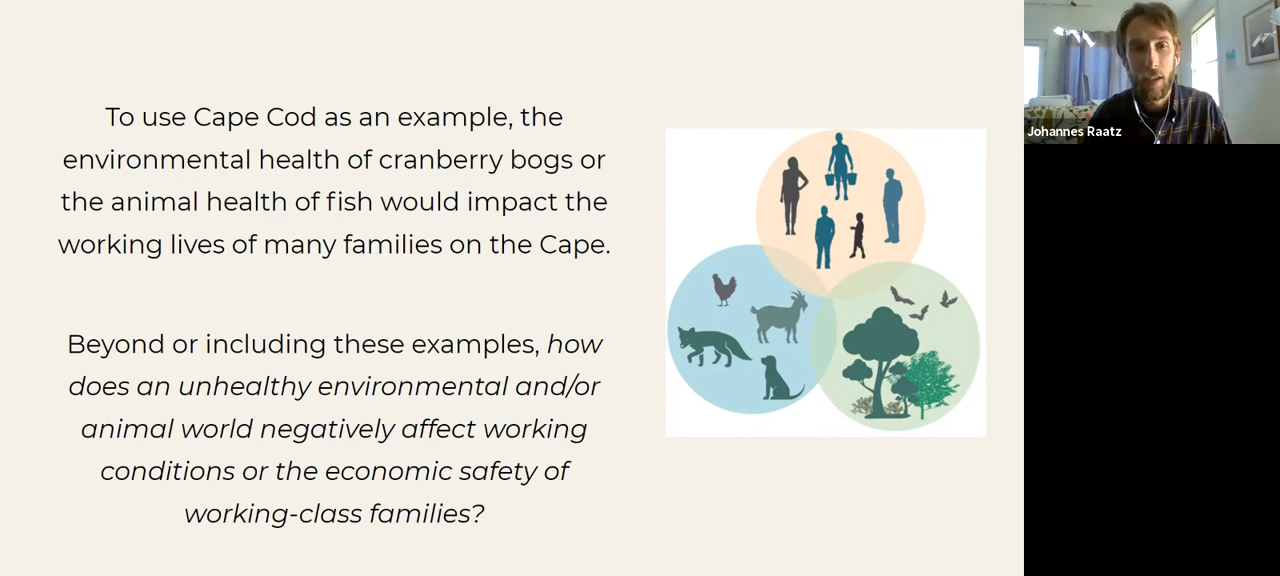 To use Cape Cod as an example, the
environmental health of cranberry bogs or
the animal health of fish would impact the
working lives of many families on the Cape.
Beyond or including these examples, how
does an unhealthy environmental and/or
animal world negatively affect working
conditions or the economic safety of
working-class families?
Johannes Raatz